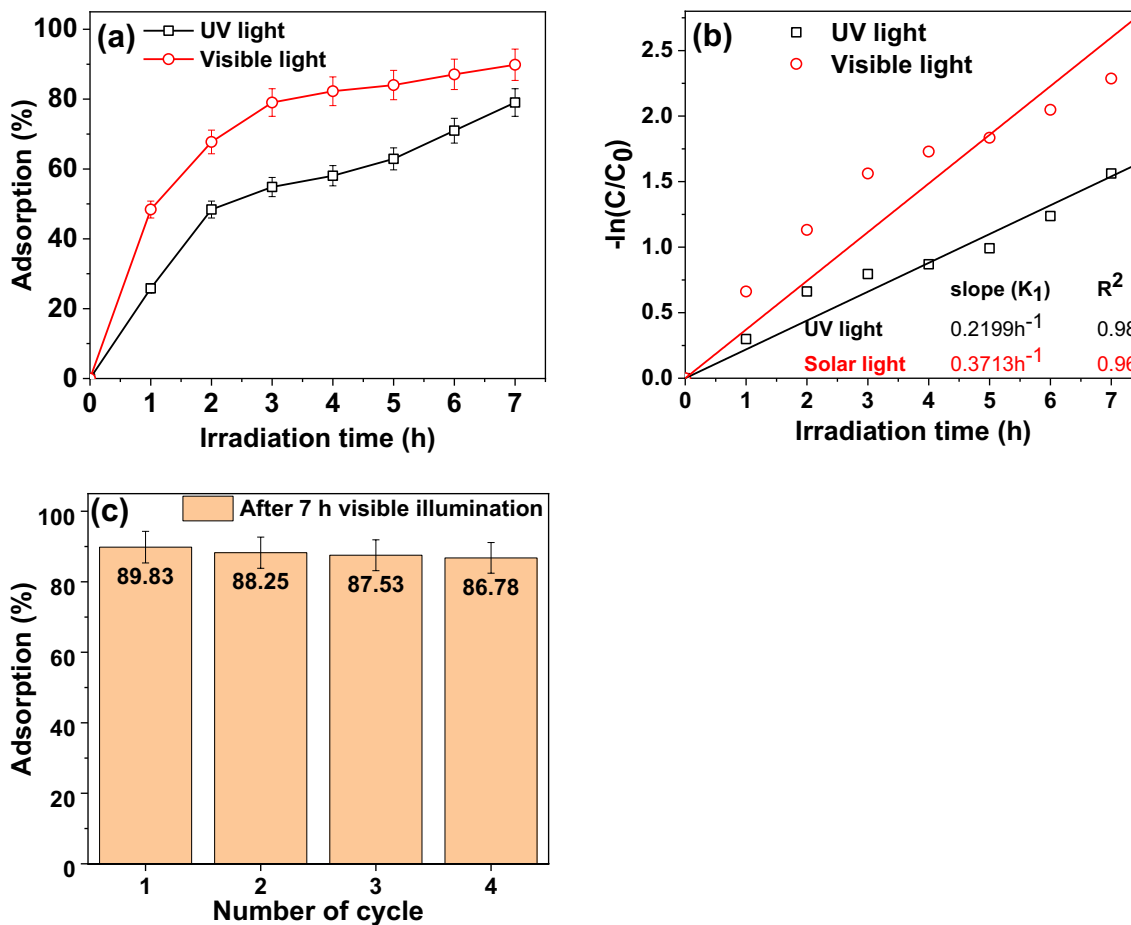 (a)
UV light
Visible light
100
80
60
40
20
0
Adsorption (%)
0 1 2 3 4 5 6 7
Irradiation time (h)
(b)
UV light
Visible light
2.5
2.0
1.5
1.0
0.5
0.0
-ln(C/C0)
slope (K1) R2
UV light 0.2199h-1 0.98
Solar light 0.3713h-1 0.96
0 1 2 3 4 5 6 7
Irradiation time (h)
(c)
After 7 h visible illumination
100
80
60
40
20
0
Adsorption (%)
89.83 88.25 87.53 86.78
1 2 3 4
Number of cycle